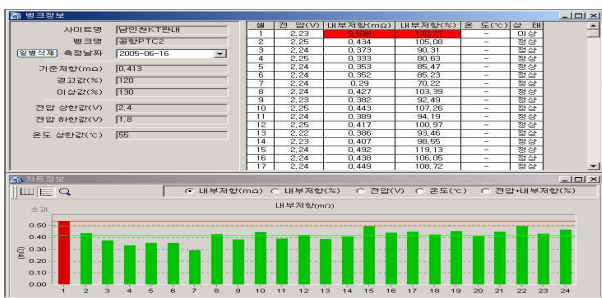 뱅크정보
사이트명 담인천KT판내
뱅크명 공항PTC2
일별삭제 측정날짜 2005-06-16
기준저항(mΩ) 0,413
경고값(%) 120
이상값(%) 130
전압 상한값(V) 2,4
전압 하한값(V) 1,8
온도 상한값(℃) 55
셀 전 압(V) 내부저항(mΩ) 내부저항(%) 온 도(℃) 상 태
1 2,23 0,538 130,27 - 이상
2 2,25 0,434 105,08 - 정상
3 2,24 0,373 90,31 - 정상
4 2,25 0,333 80,63 - 정상
5 2,24 0,353 85,47 - 정상
6 2,24 0,352 85,23 - 정상
7 2,24 0,29 70,22 - 정상
8 2,24 0,427 103,39 - 정상
9 2,23 0,382 92,49 - 정상
10 2,25 0,443 107,26 - 정상
11 2,24 0,389 94,19 - 정상
12 2,25 0,417 100,97 - 정상
13 2,22 0,386 93,46 - 정상
14 2,23 0,407 98,55 - 정상
15 2,24 0,492 119,13 - 정상
16 2,24 0,438 106,05 - 정상
17 2,24 0,449 108,72 - 정상
차트정보
내부저항(mΩ) 내부저항(%) 전압(V) 온도(℃) 전압+내부저항(%)
내부저항(mΩ)
초과
0.50
0.40
0.30
0.20
0.10
0.00
(mΩ)
1 2 3 4 5 6 7 8 9 10 11 12 13 14 15 16 17 18 19 20 21 22 23 24